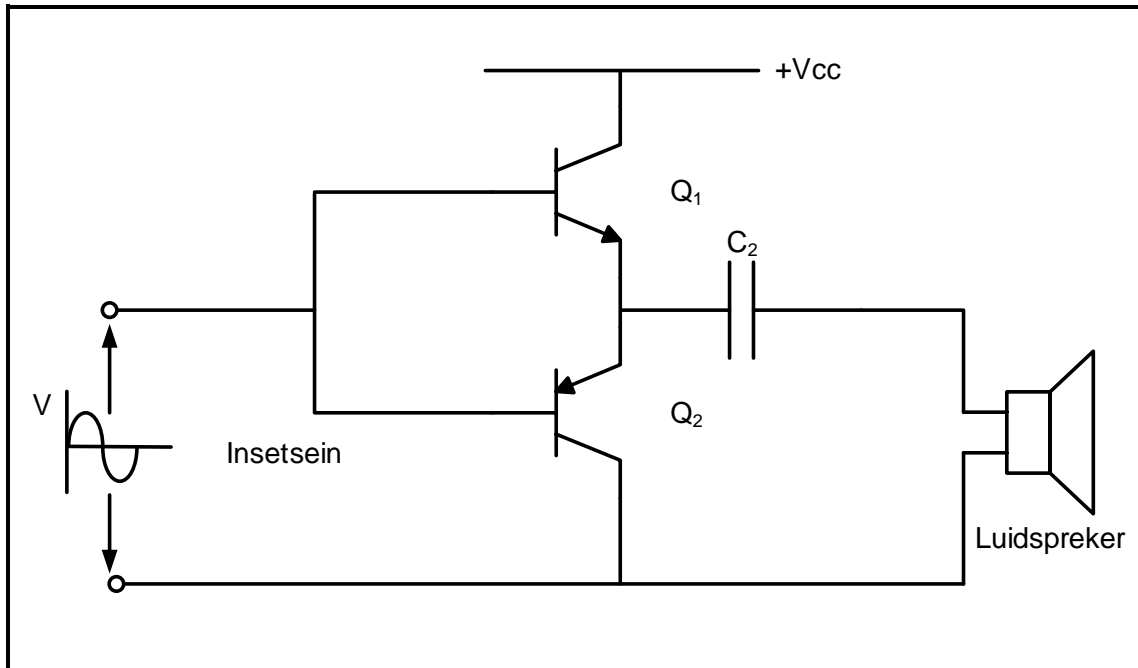 +Vcc
Q₁
C₂
V
Q₂
Insetsein
Luidspreker